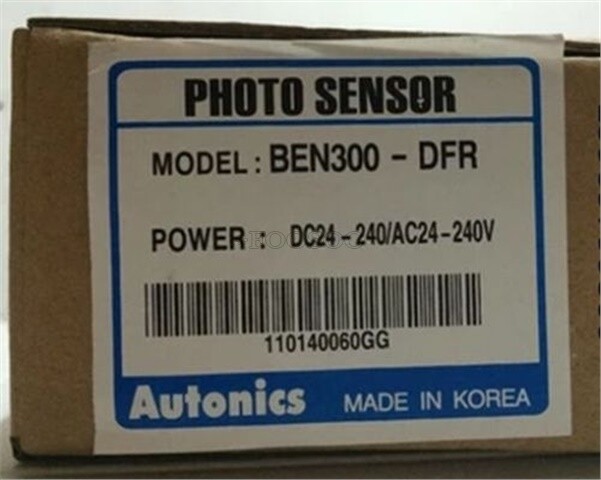 PHOTO SENSOR
MODEL : BEN300 - DFR
POWER : DC24 - 240/AC24 - 240V
110140060GG
Autonics MADE IN KOREA